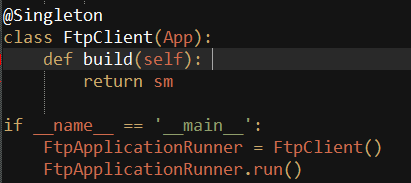 @Singleton
class FtpClient(App):
    def build(self):
        return sm

if __name__ == '__main__':
    FtpApplicationRunner = FtpClient()
    FtpApplicationRunner.run()